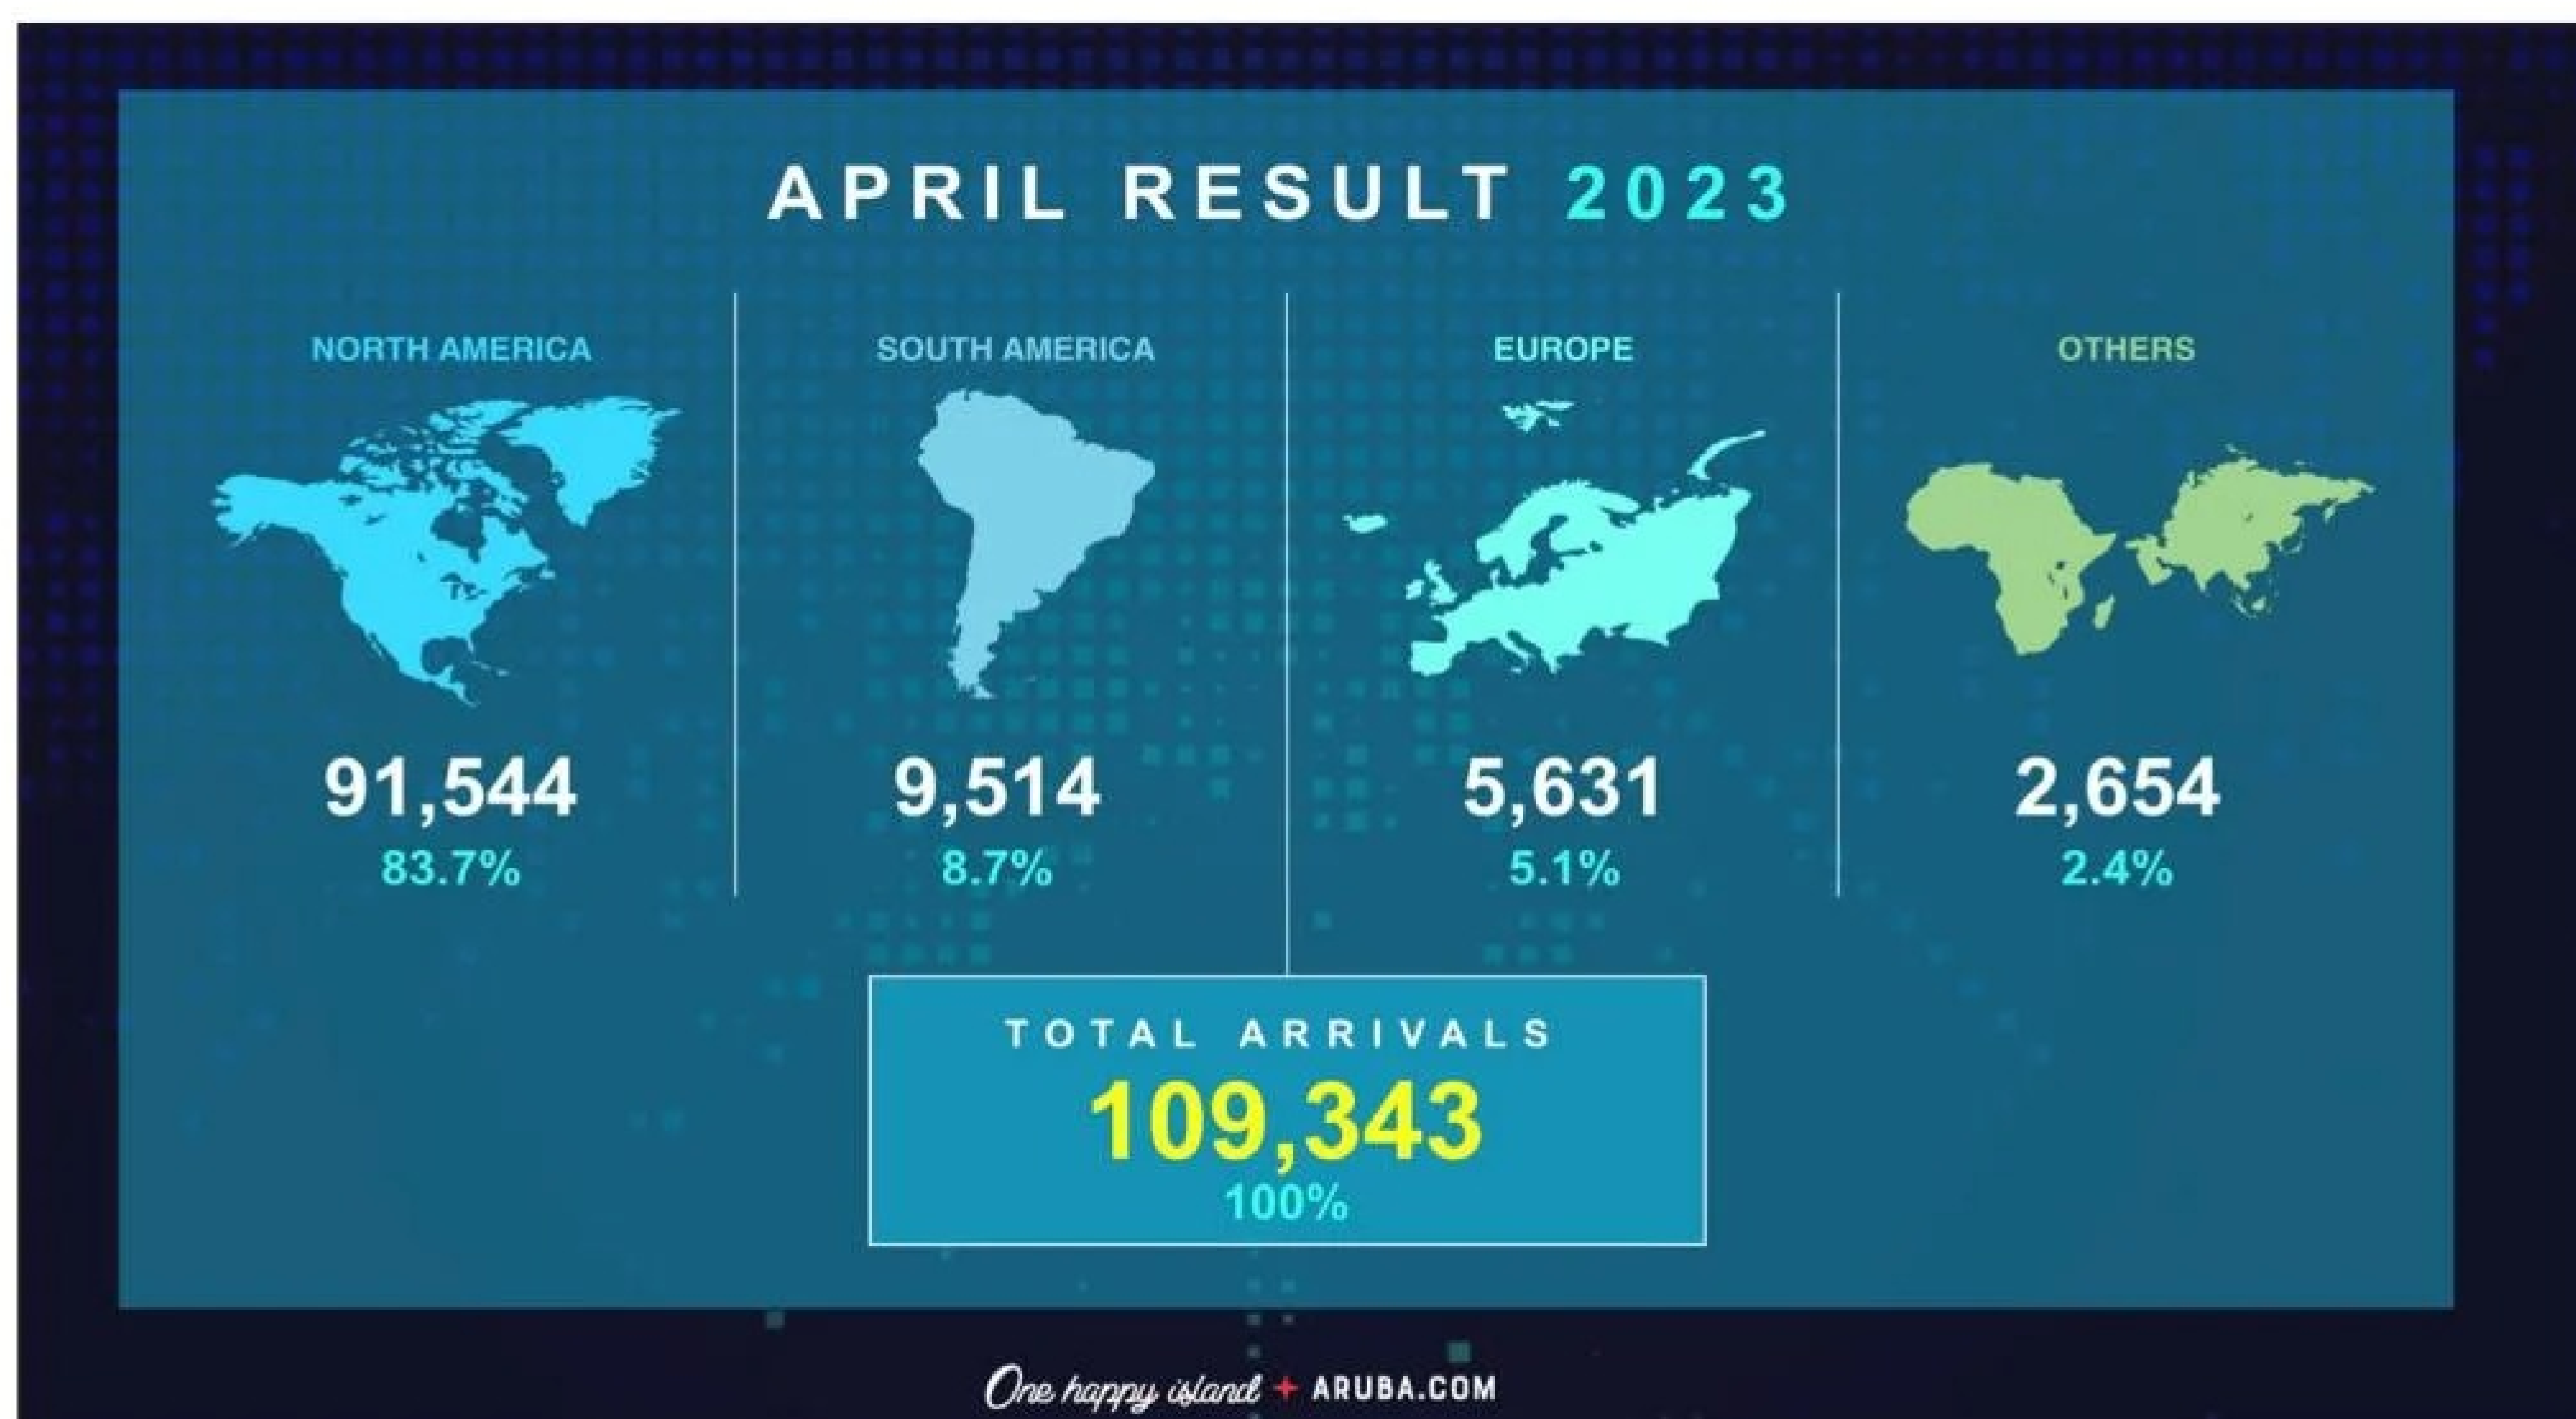 APRIL RESULT 2023
NORTH AMERICA
91,544
83.7%
SOUTH AMERICA
9,514
8.7%
EUROPE
5,631
5.1%
OTHERS
2,654
2.4%
TOTAL ARRIVALS
109,343
100%
One happy island + ARUBA.COM